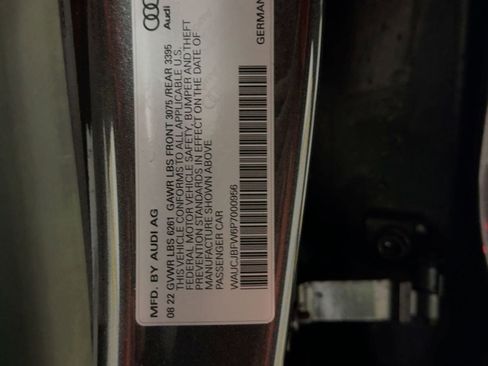 Audi
MFD. BY AUDI AG GERMAN
08 22 GVWR LBS 6261 GAWR LBS FRONT 3075 /REAR 3395
THIS VEHICLE CONFORMS TO ALL APPLICABLE U.S.
FEDERAL MOTOR VEHICLE SAFETY, BUMPER AND THEFT
PREVENTION STANDARDS IN EFFECT ON THE DATE OF
MANUFACTURE SHOWN ABOVE
PASSENGER CAR
WAUCJBFW6P7000956